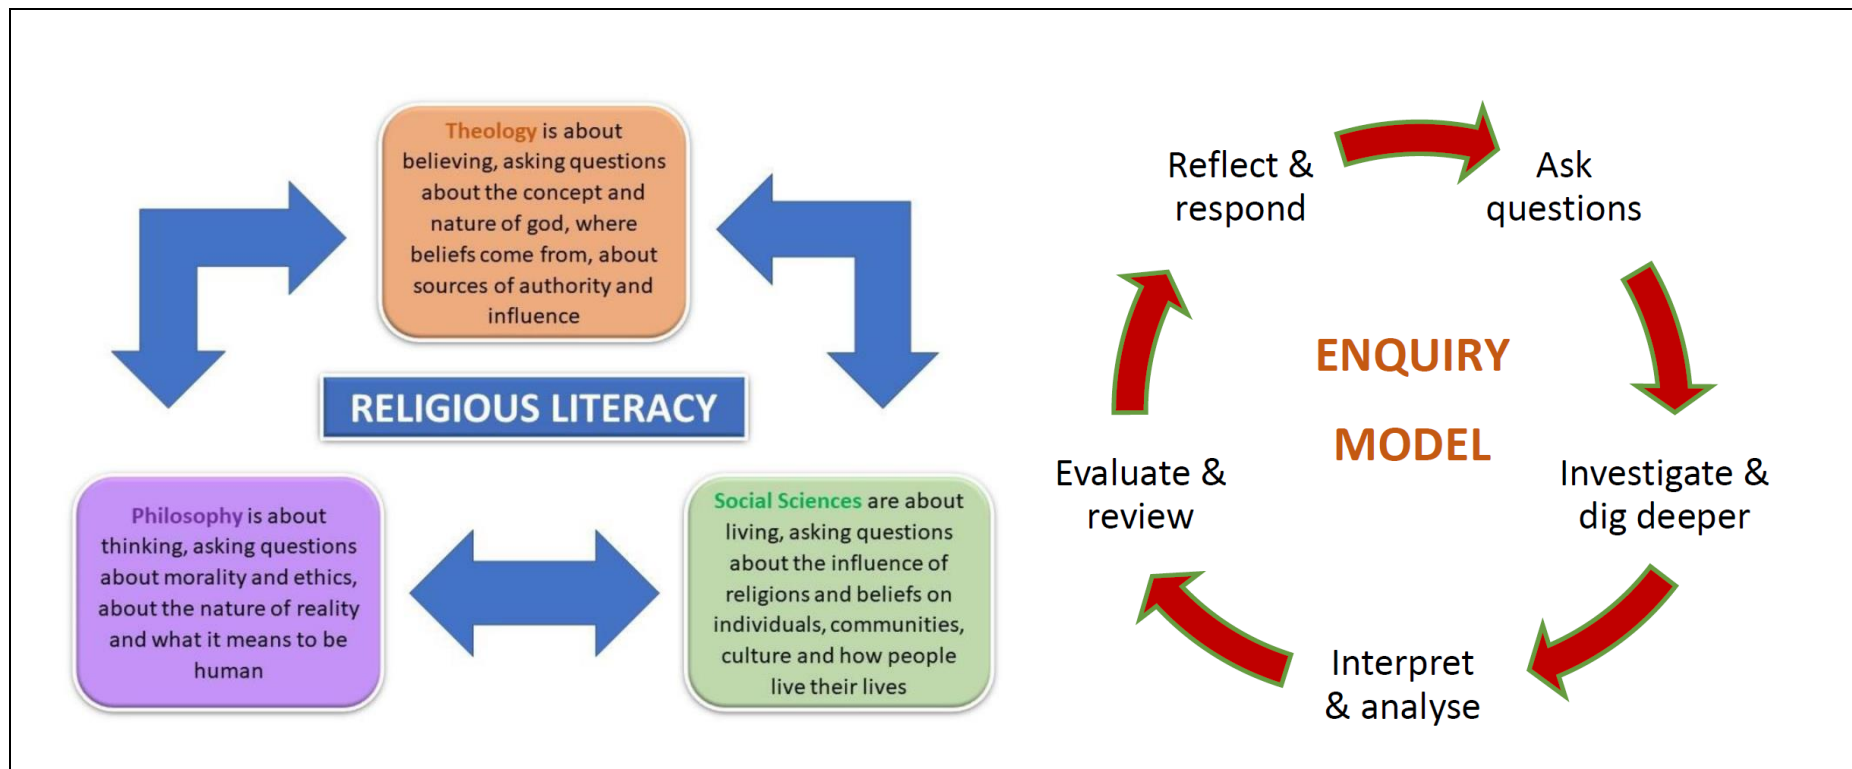 Theology is about
believing, asking questions
about the concept and
nature of god, where
beliefs come from, about
sources of authority and
influence
RELIGIOUS LITERACY
Philosophy is about
thinking, asking questions
about morality and ethics,
about the nature of reality
and what it means to be
human
Social Sciences are about
living, asking questions
about the influence of
religions and beliefs on
individuals, communities,
culture and how people
live their lives
ENQUIRY
MODEL
Ask
questions
Investigate &
dig deeper
Interpret
& analyse
Evaluate &
review
Reflect &
respond